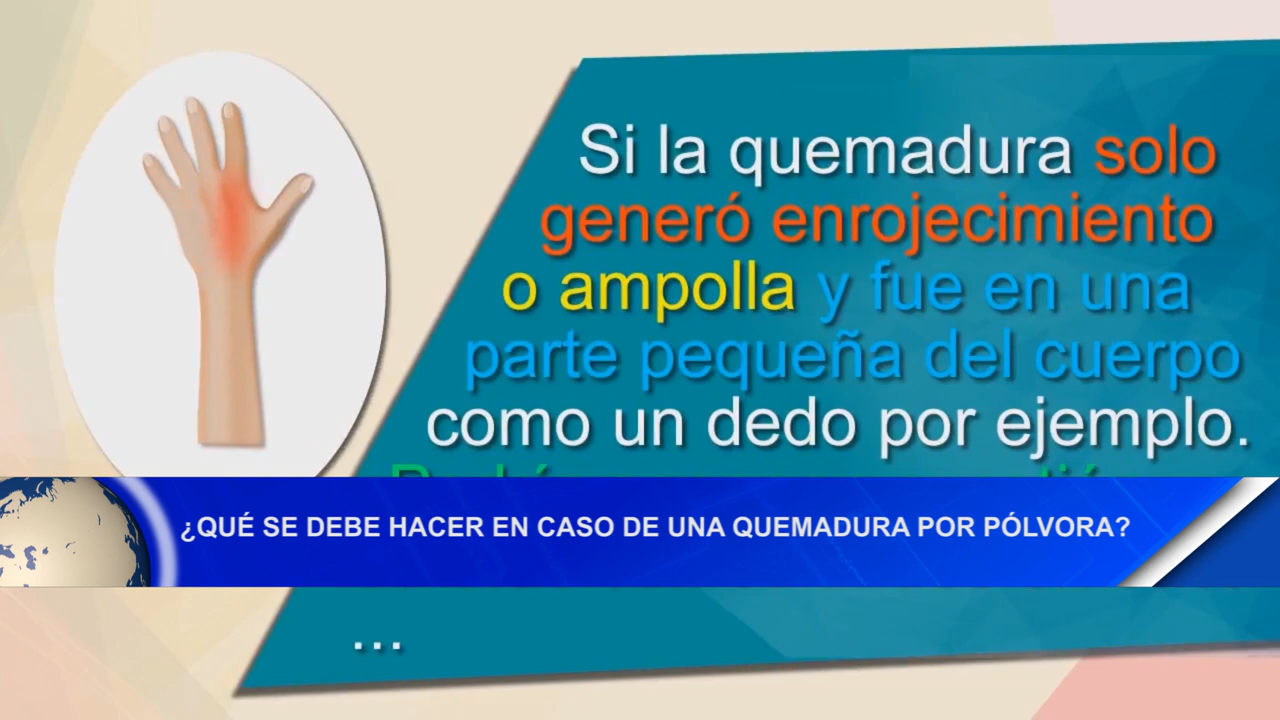 Si la quemadura solo
generó enrojecimiento
o ampolla y fue en una
parte pequeña del cuerpo
como un dedo por ejemplo.
¿QUÉ SE DEBE HACER EN CASO DE UNA QUEMADURA POR PÓLVORA?
...